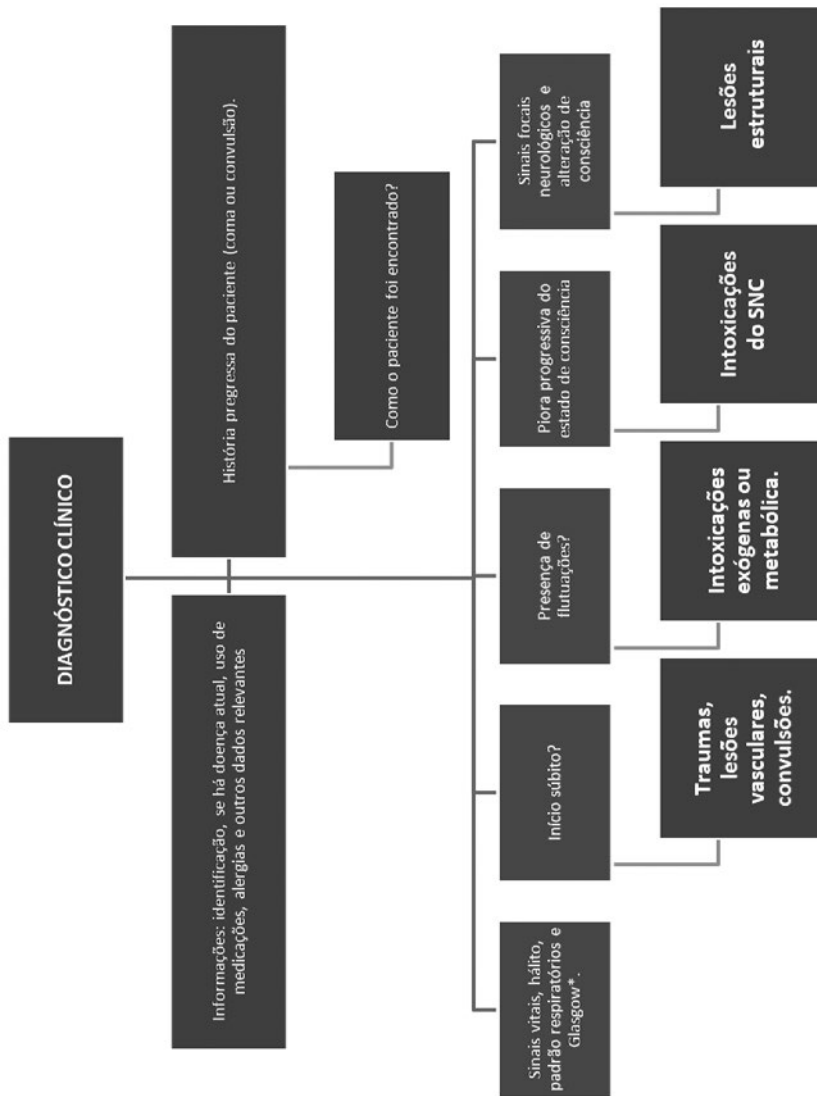 DIAGNÓSTICO CLÍNICO
Informações: identificação, se há doença atual, uso de
medicações, alergias e outros dados relevantes
História pregressa do paciente (coma ou convulsão).
Como o paciente foi encontrado?
Sinais vitais, hálito,
padrão respiratórios e
Glasgow*.
Início súbito?
Traumas,
lesões
vasculares,
convulsões.
Presença de
flutuações?
Intoxicações
exógenas ou
metabólica.
Piora progressiva do
estado de consciência
Intoxicações
do SNC
Sinais focais
neurológicos e
alteração de
consciência
Lesões
estruturais